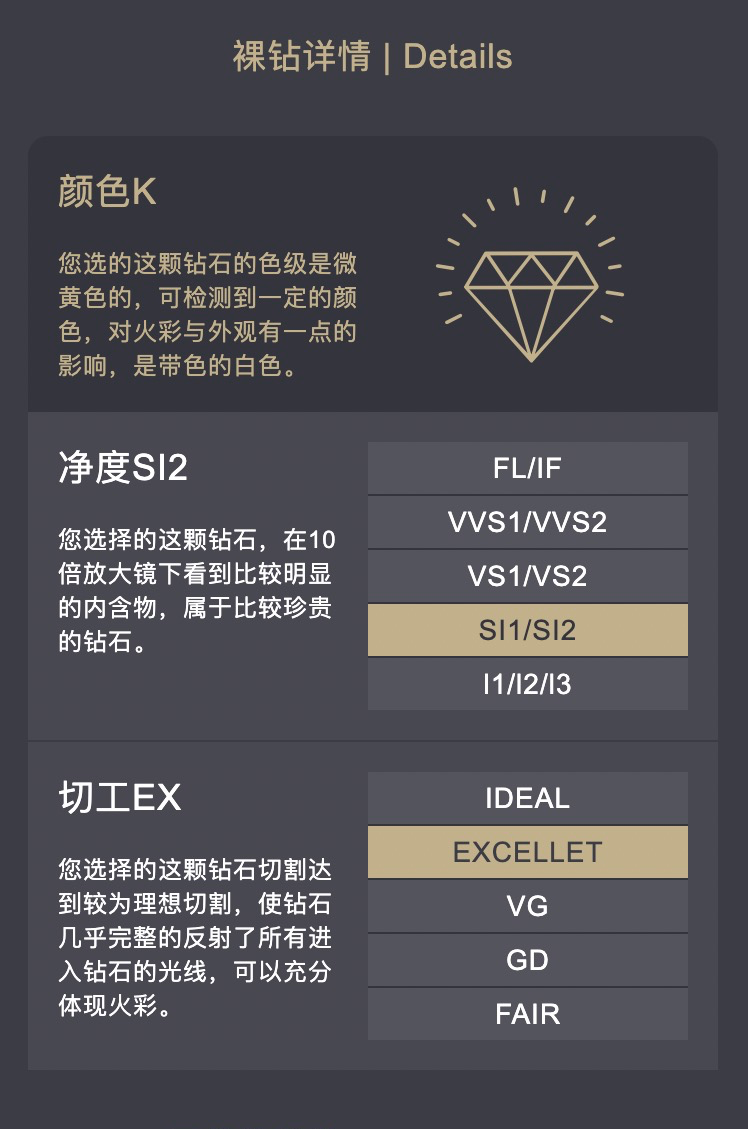 裸钻详情 | Details
颜色K
您选的这颗钻石的色级是微
黄色的，可检测到一定的颜
色，对火彩与外观有一点的
影响，是带色的白色。
净度SI2
您选择的这颗钻石，在10
倍放大镜下看到比较明显
的内含物，属于比较珍贵
的钻石。
FL/IF
VVS1/VVS2
VS1/VS2
SI1/SI2
I1/I2/I3
切工EX
您选择的这颗钻石切割达
到较为理想切割，使钻石
几乎完整的反射了所有进
入钻石的光线，可以充分
体现火彩。
IDEAL
EXCELLET
VG
GD
FAIR